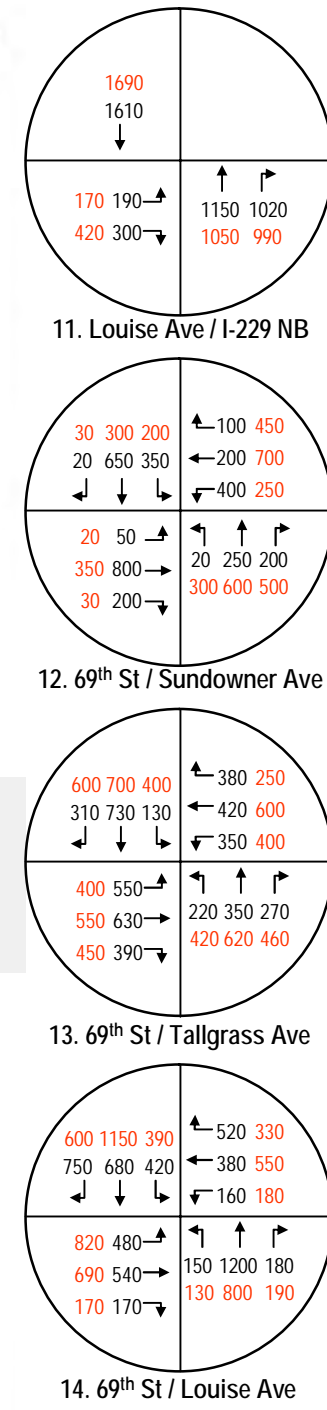 1690
1610
170 190
420 300
1150 1020
1050 990
11. Louise Ave / I-229 NB
30 300 200
20 650 350
100 450
200 700
400 250
20 50
350 800
30 200
20 250 200
300 600 500
12. 69th St / Sundowner Ave
600 700 400
310 730 130
380 250
420 600
350 400
400 550
550 630
450 390
220 350 270
420 620 460
13. 69th St / Tallgrass Ave
600 1150 390
750 680 420
520 330
380 550
160 180
820 480
690 540
170 170
150 1200 180
130 800 190
14. 69th St / Louise Ave